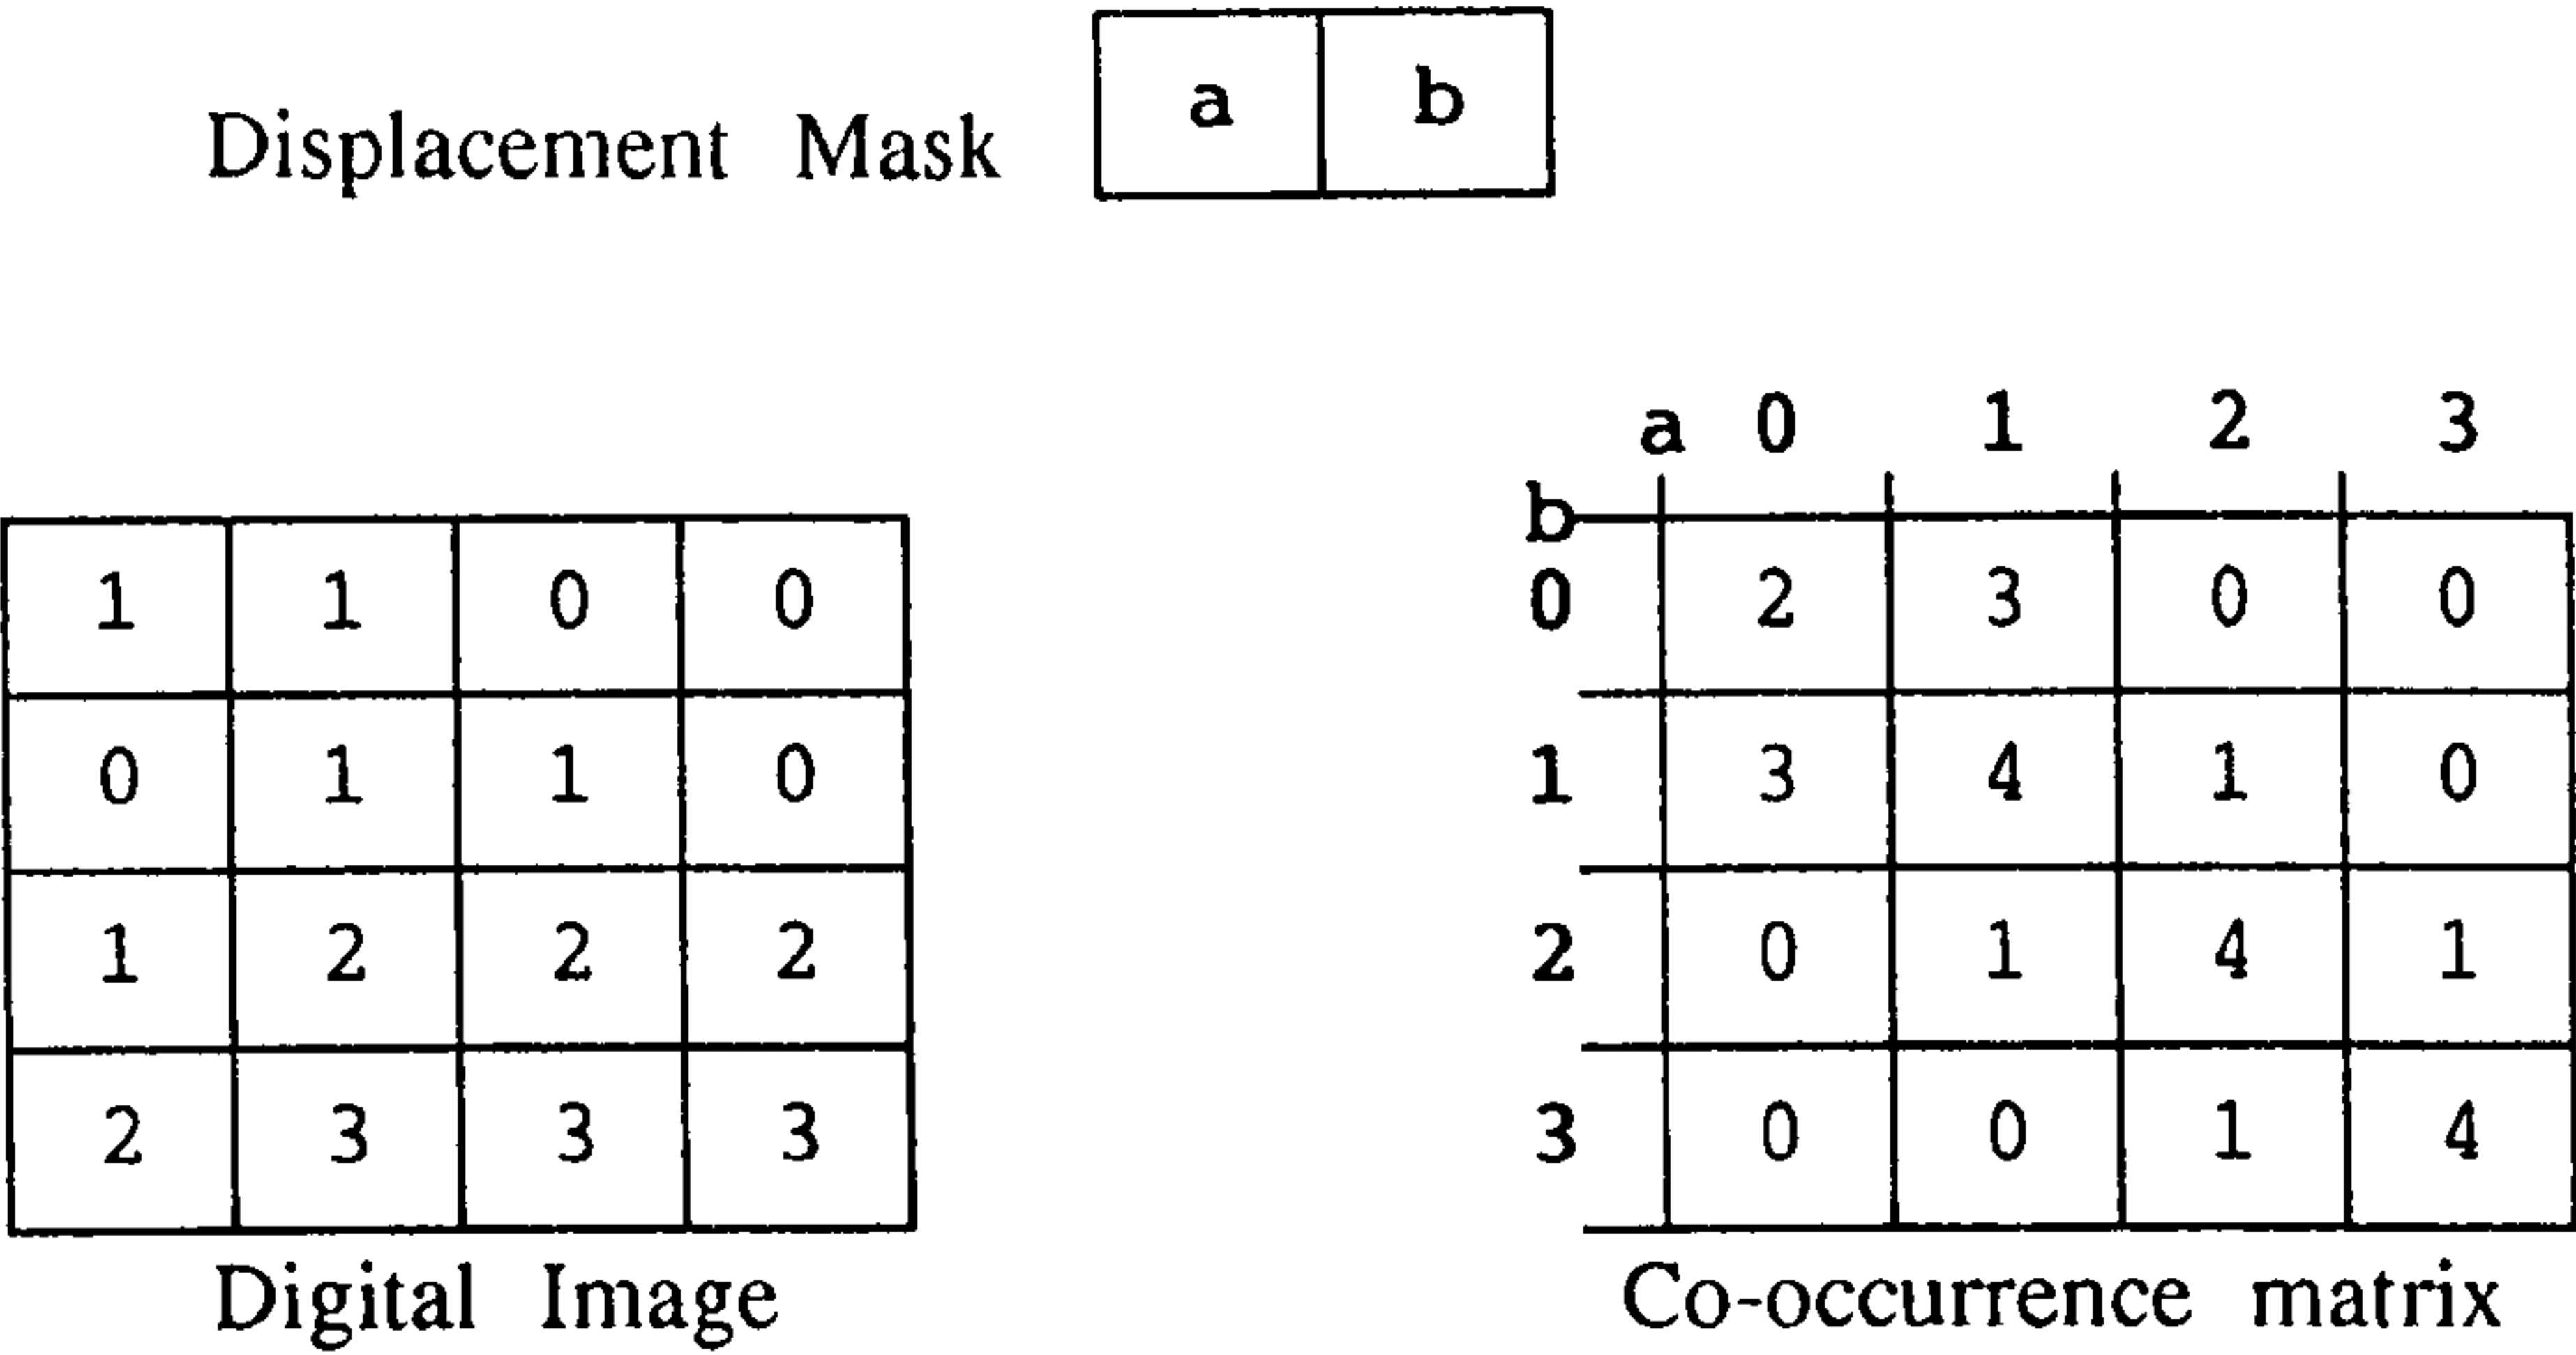 Displacement Mask a b
a 0 1 2 3
b
1 1 0 0
0 2 3 0 0
0 1 1 0
1 3 4 1 0
1 2 2 2
2 0 1 4 1
2 3 3 3
3 0 0 1 4
Digital Image
Co-occurrence matrix